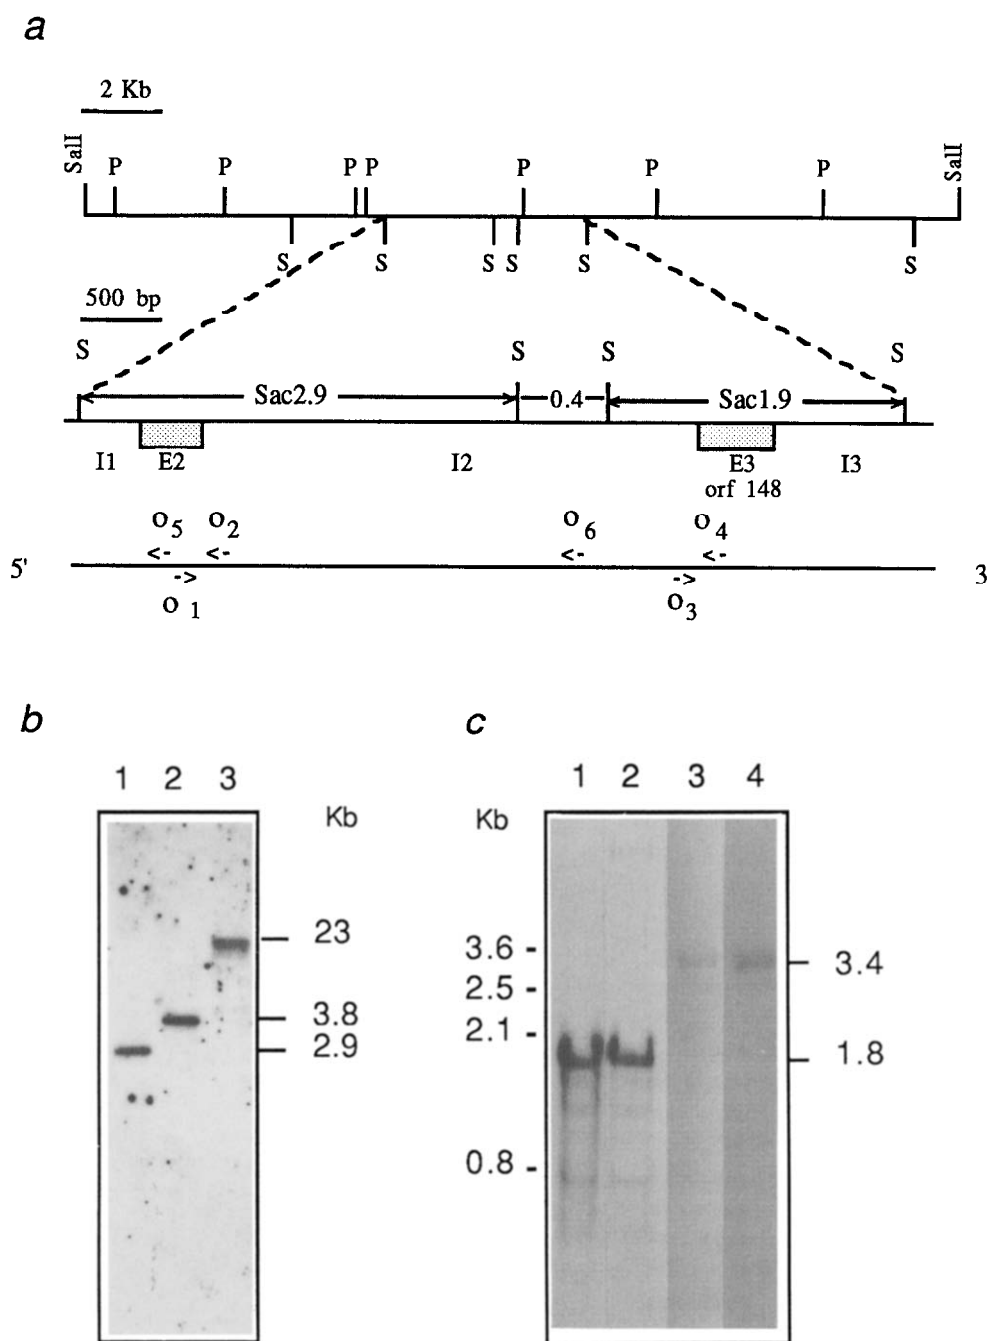 a
2 Kb
SalI P P P P P P P SalI
S S S S S S
500 bp
S S S S
Sac2.9 0.4 Sac1.9
I1 E2 I2 E3 I3
orf 148
o5 o2 o6 o4
<- <- <- <-
5' 3
-> ->
o1 o3
b
1 2 3
Kb
23
3.8
2.9
c
1 2 3 4
Kb
3.6 -
2.5 -
2.1 -
0.8 -
3.4
1.8